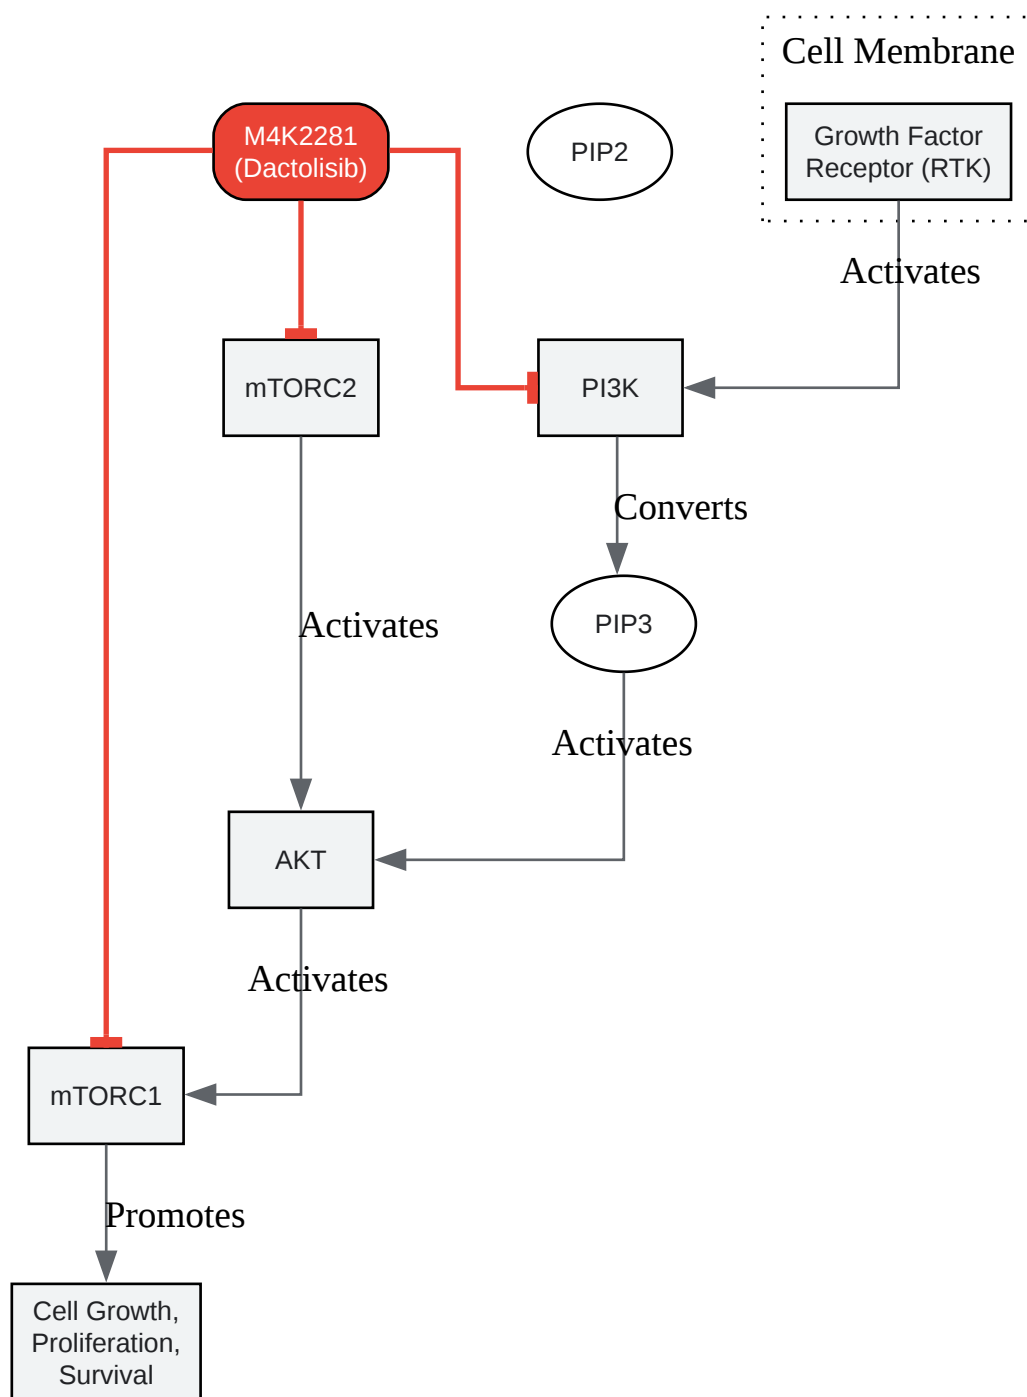 Cell Membrane
M4K2281
(Dactolisib)
PIP2
Growth Factor
Receptor (RTK)
Activates
mTORC2
PI3K
Converts
Activates
PIP3
Activates
AKT
Activates
mTORC1
Promotes
Cell Growth,
Proliferation,
Survival